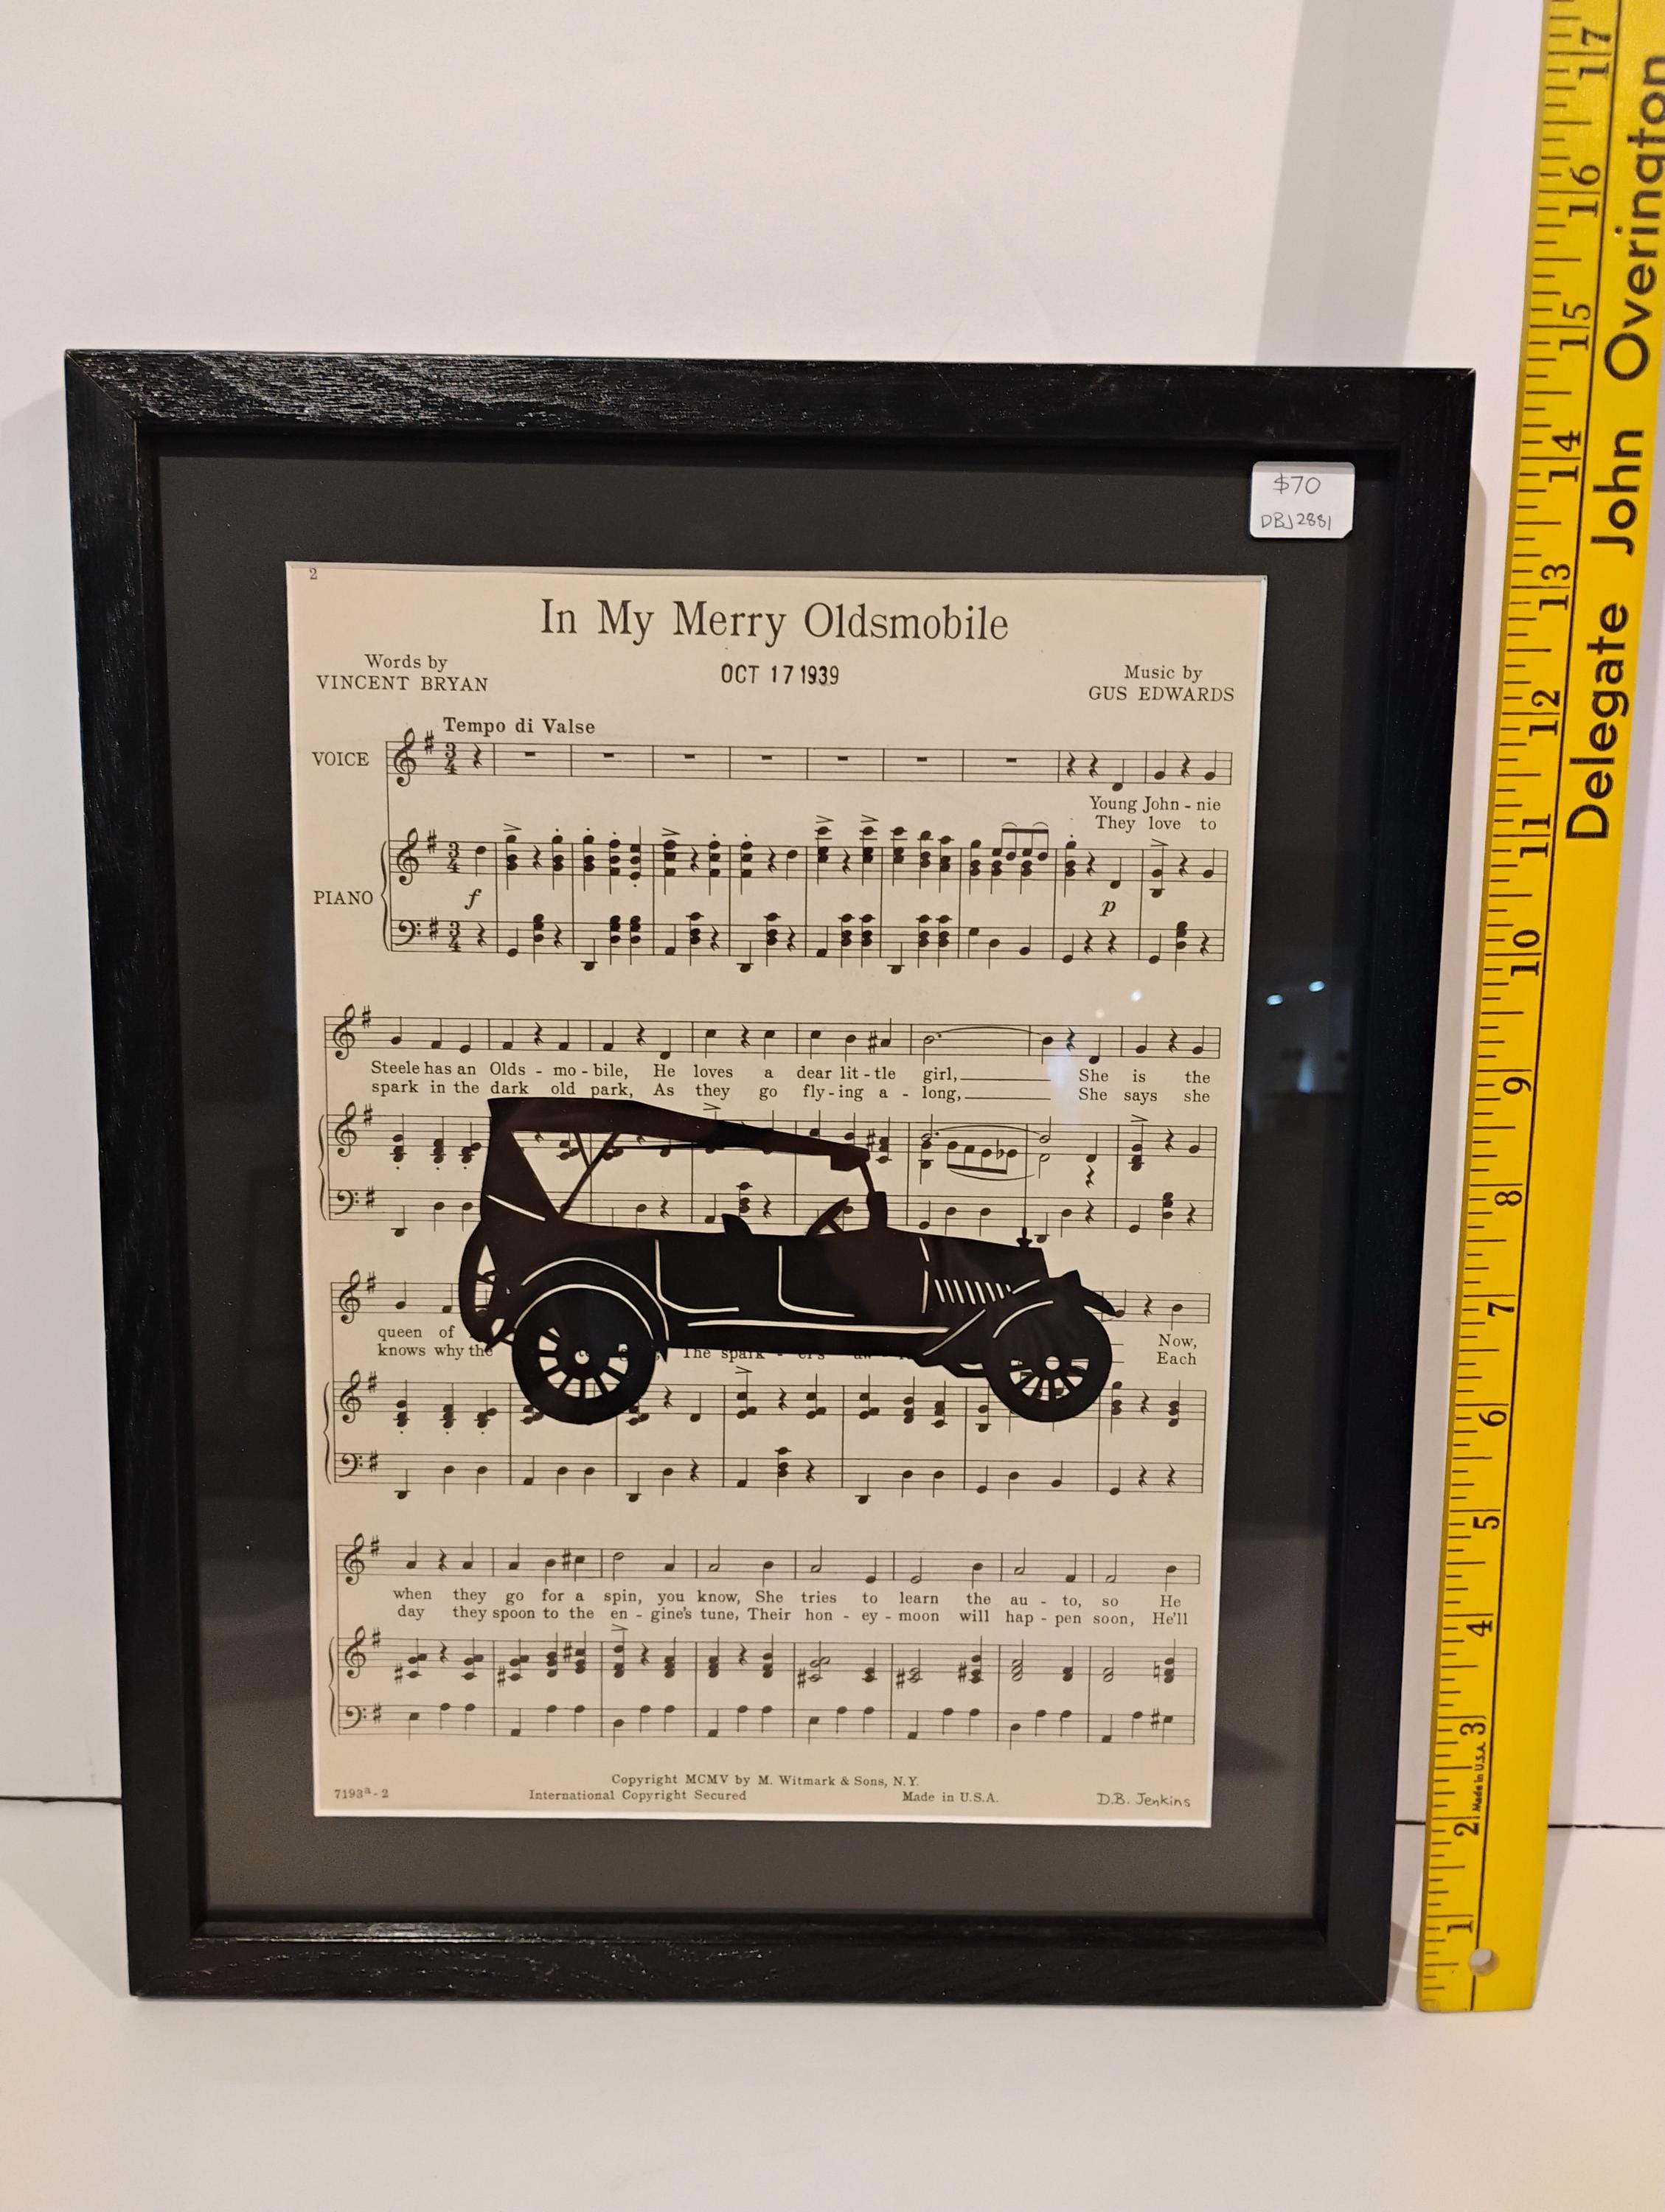 $70
DBJ2881
2
In My Merry Oldsmobile
Words by
VINCENT BRYAN
OCT 17 1939
Music by
GUS EDWARDS
Tempo di Valse
VOICE
Young John - nie
They love to
f
PIANO
p
Steele has an Olds - mo - bile, He loves a dear lit - tle girl, She is the
spark in the dark old park, As they go fly - ing a - long, She says she
queen of Now,
knows why the The spark - ers Each
when they go for a spin, you know, She tries to learn the au - to, so He
day they spoon to the en - gine's tune, Their hon - ey - moon will hap - pen soon, He'll
Copyright MCMV by M. Witmark & Sons, N.Y.
7193ª - 2 International Copyright Secured Made in U.S.A. D.B. Jenkins
Delegate John Overington
17
16
15
14
13
12
11
10
9
8
7
6
5
4
3
Made in U.S.A.
2
1